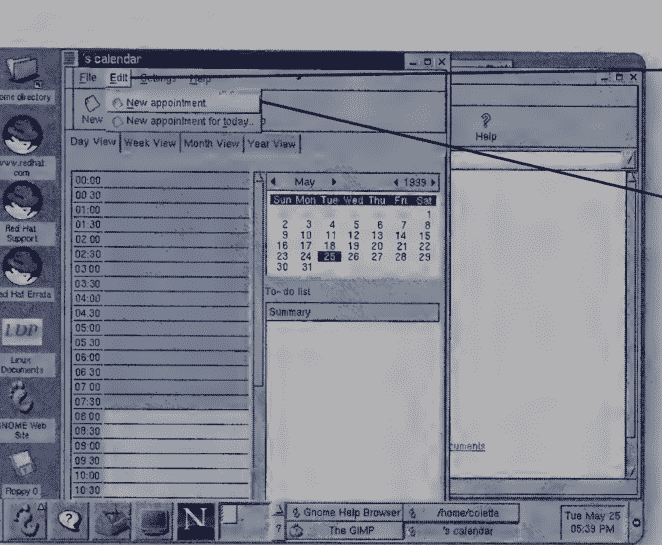 's calendar
File Edit Settings Help
New appointment
New appointment for today..
New
Help
Day View Week View Month View Year View
ome directory
www.redhat
com
Red Hat
Support
ed Hat Errata
LDP
Linux
Documents
NOME Web
Site
Floppy 0
00:00
00 30
01:00
01 30
02 00
02:30
03 00
03:30
04:00
04 30
05:00
05 30
06:00
06 30
07 00
07:30
08 00
08:30
09:00
09 30
10:00
10:30
May 1999
Sun Mon Tue Wed Thu Fri Sat
1
2 3 4 5 6 7 8
9 10 11 12 13 14 15
16 17 18 19 20 21 22
23 24 25 26 27 28 29
30 31
To-do list
Summary
cuments
N
? Gnome Help Browser /home/coletta
? The GIMP 's calendar
Tue May 25
05:39 PM